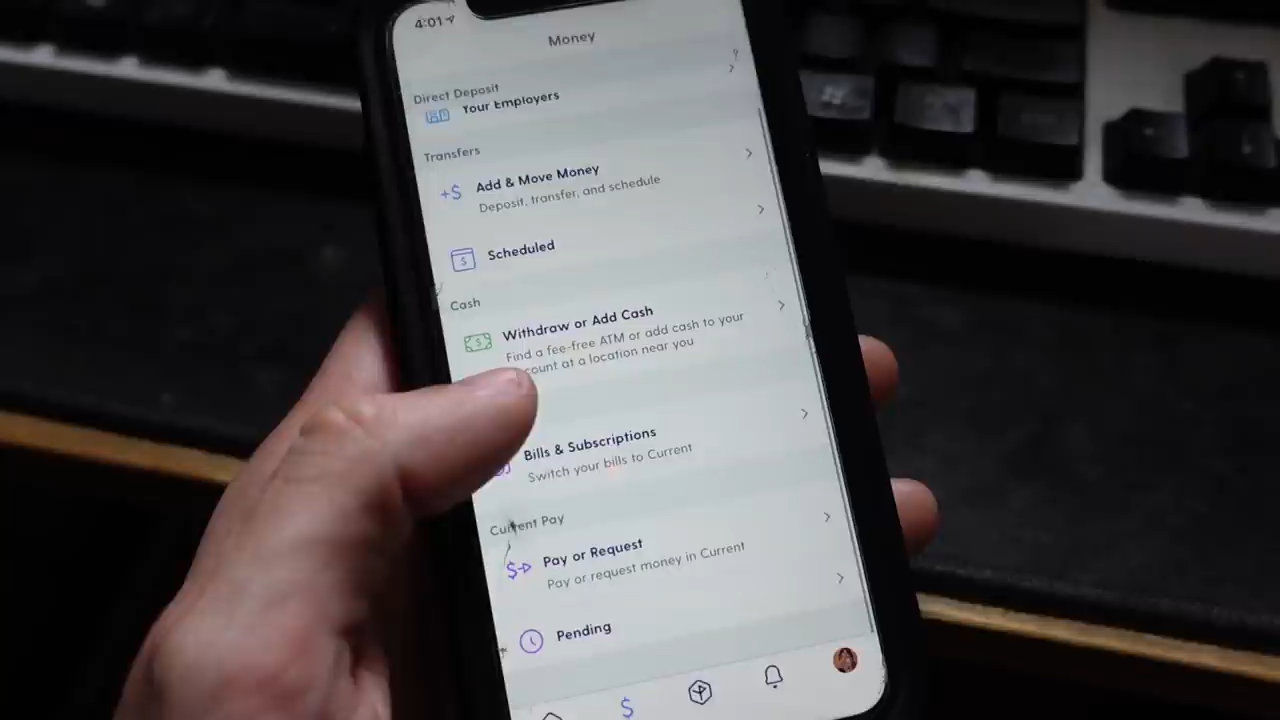 4:01
Money
Direct Deposit
Your Employers
Transfers
Add & Move Money
Deposit, transfer, and schedule
Scheduled
Cash
Withdraw or Add Cash
Find a fee-free ATM or add cash to your
count at a location near you
Bills & Subscriptions
Switch your bills to Current
Current Pay
Pay or Request
Pay or request money in Current
Pending